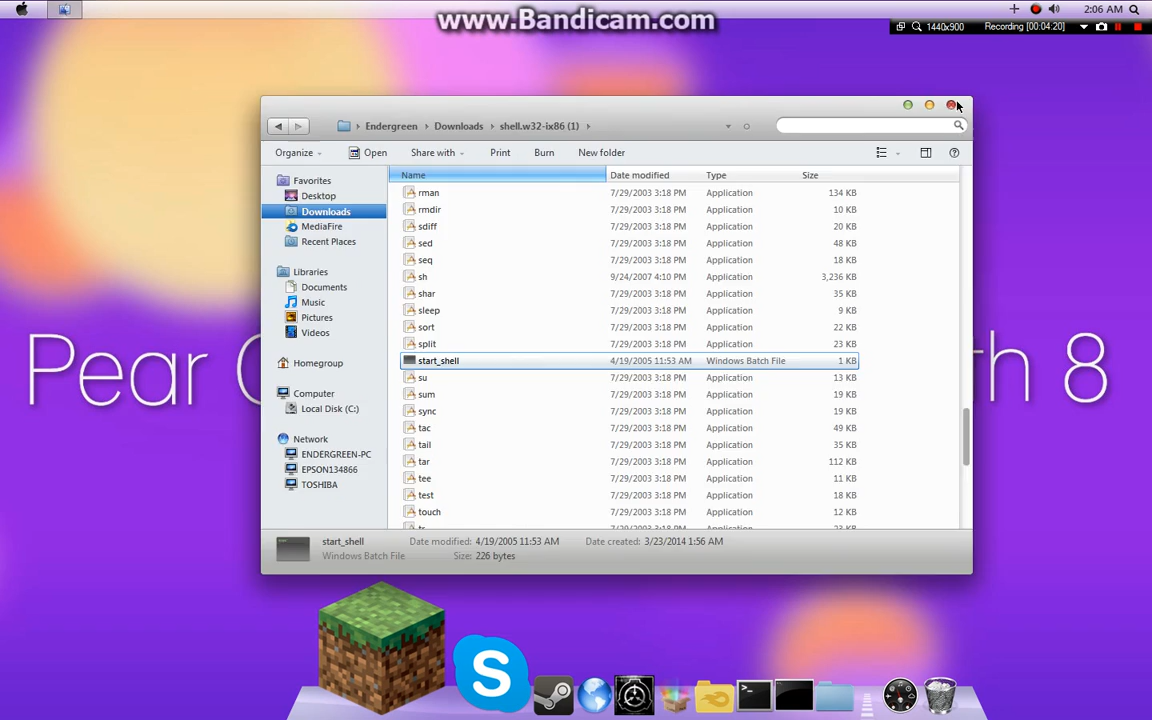 www.Bandicam.com
2:06 AM
1440x900
Recording [00:04:20]
Endergreen
Downloads
shell.w32-ix86 (1)
Organize
Open
Share with
Print
Burn
New folder
Name Date modified Type Size
Favorites
Desktop
Downloads
MediaFire
Recent Places
Libraries
Documents
Music
Pictures
Videos
Homegroup
Computer
Local Disk (C:)
Network
ENDERGREEN-PC
EPSON134866
TOSHIBA
rman 7/29/2003 3:18 PM Application 134 KB
rmdir 7/29/2003 3:18 PM Application 10 KB
sdiff 7/29/2003 3:18 PM Application 20 KB
sed 7/29/2003 3:18 PM Application 48 KB
seq 7/29/2003 3:18 PM Application 18 KB
sh 9/24/2007 4:10 PM Application 3,236 KB
shar 7/29/2003 3:18 PM Application 35 KB
sleep 7/29/2003 3:18 PM Application 9 KB
sort 7/29/2003 3:18 PM Application 22 KB
split 7/29/2003 3:18 PM Application 23 KB
start_shell 4/19/2005 11:53 AM Windows Batch File 1 KB
su 7/29/2003 3:18 PM Application 13 KB
sum 7/29/2003 3:18 PM Application 19 KB
sync 7/29/2003 3:18 PM Application 19 KB
tac 7/29/2003 3:18 PM Application 49 KB
tail 7/29/2003 3:18 PM Application 35 KB
tar 7/29/2003 3:18 PM Application 112 KB
tee 7/29/2003 3:18 PM Application 11 KB
test 7/29/2003 3:18 PM Application 18 KB
touch 7/29/2003 3:18 PM Application 12 KB
start_shell Date modified: 4/19/2005 11:53 AM Date created: 3/23/2014 1:56 AM
Windows Batch File Size: 226 bytes
Pear
8